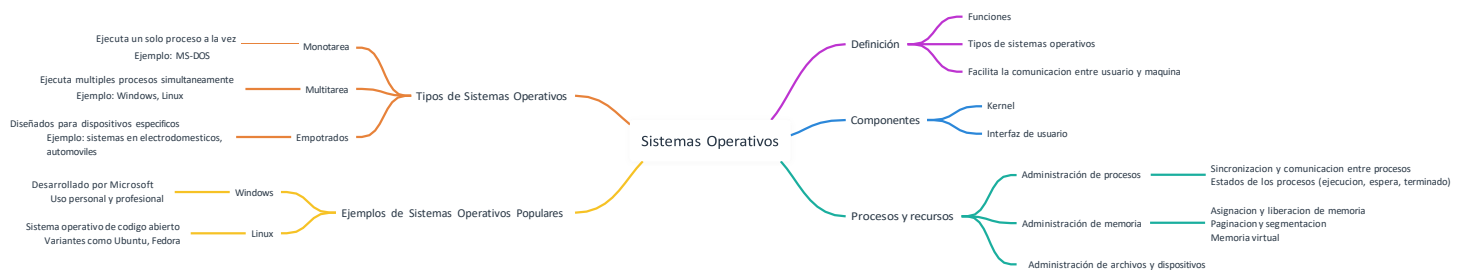 Sistemas Operativos
Definición
Funciones
Tipos de sistemas operativos
Facilita la comunicacion entre usuario y maquina
Componentes
Kernel
Interfaz de usuario
Procesos y recursos
Administración de procesos
Sincronizacion y comunicacion entre procesos
Estados de los procesos (ejecucion, espera, terminado)
Administración de memoria
Asignacion y liberacion de memoria
Paginacion y segmentacion
Memoria virtual
Administración de archivos y dispositivos
Tipos de Sistemas Operativos
Monotarea
Ejecuta un solo proceso a la vez
Ejemplo: MS-DOS
Multitarea
Ejecuta multiples procesos simultaneamente
Ejemplo: Windows, Linux
Empotrados
Diseñados para dispositivos especificos
Ejemplo: sistemas en electrodomesticos,
automoviles
Ejemplos de Sistemas Operativos Populares
Windows
Desarrollado por Microsoft
Uso personal y profesional
Linux
Sistema operativo de codigo abierto
Variantes como Ubuntu, Fedora